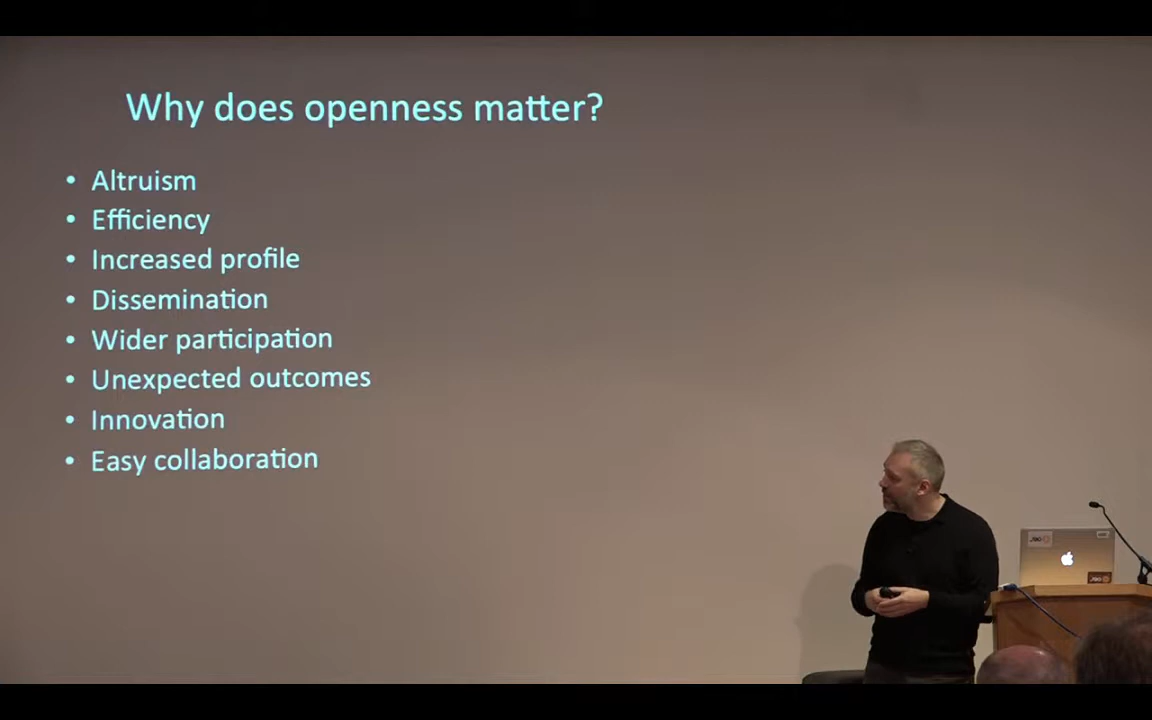 Why does openness matter?
• Altruism
• Efficiency
• Increased profile
• Dissemination
• Wider participation
• Unexpected outcomes
• Innovation
• Easy collaboration